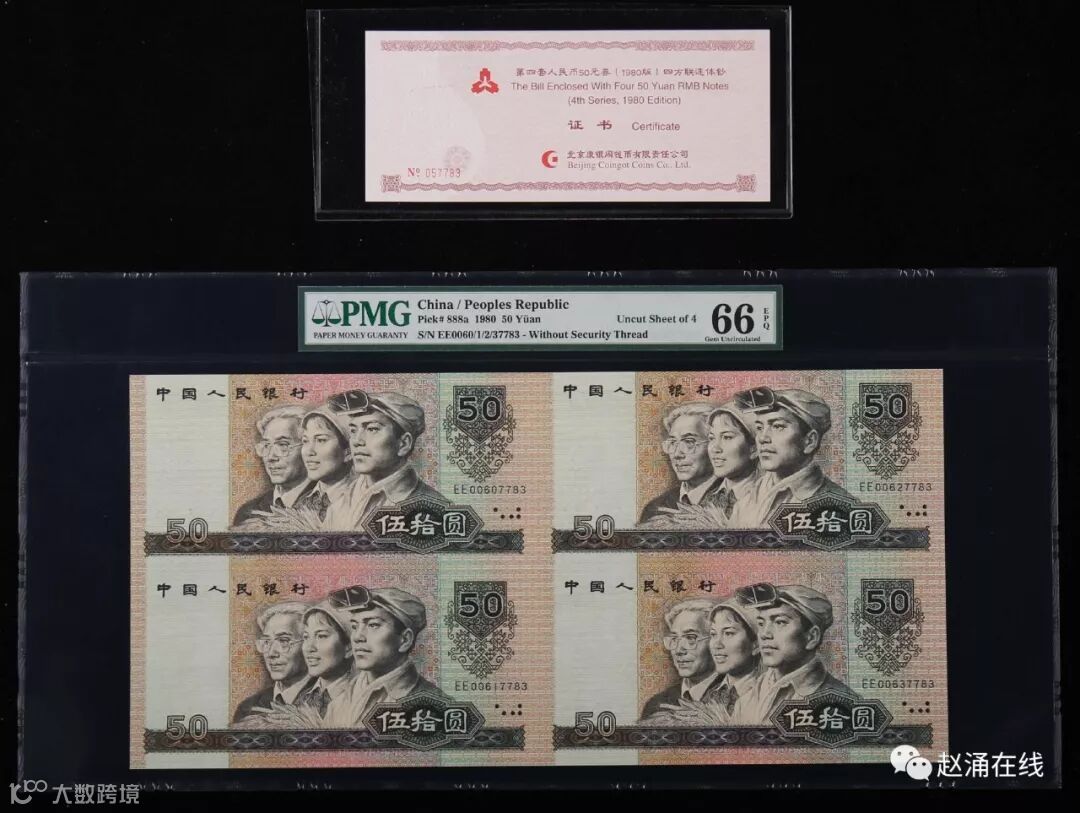 第四套人民币50元券(1980版)四方联连体钞
The Bill Enclosed With Four 50 Yuan RMB Notes
(4th Series, 1980 Edition)
证书 Certificate
北京康银阁钱币有限责任公司
Beijing Coingot Coins Co., Ltd.
Nº 057783
PMG
PAPER MONEY GUARANTY
China / Peoples Republic
Pick# 888a 1980 50 Yüan
Uncut Sheet of 4
S/N EE0060/1/2/37783 - Without Security Thread
66
EPQ
Gem Uncirculated
中国人民银行
50
EE00607783
50
伍拾圆
中国人民银行
50
EE00627783
50
伍拾圆
中国人民银行
50
EE00617783
50
伍拾圆
中国人民银行
50
EE00637783
50
伍拾圆
赵涌在线
大数跨境